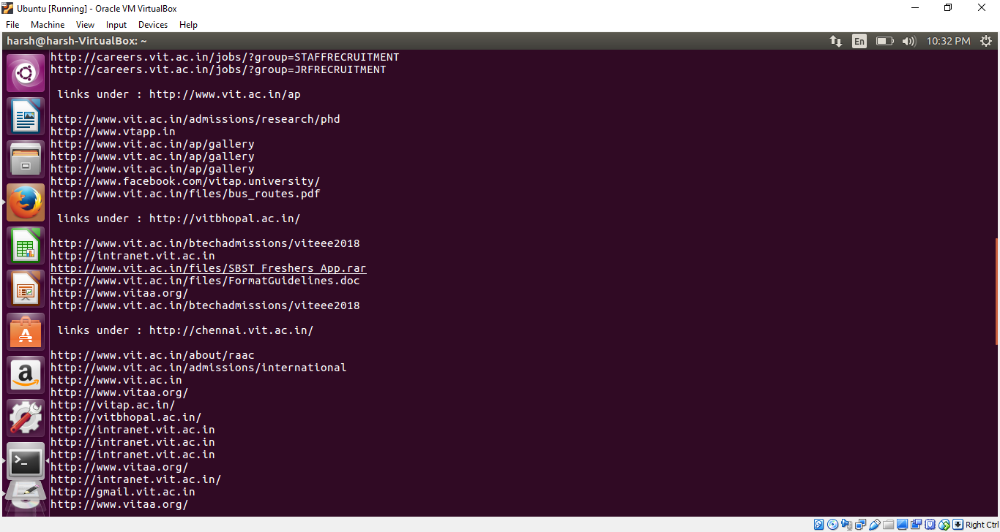 Ubuntu [Running] - Oracle VM VirtualBox
File Machine View Input Devices Help
harsh@harsh-VirtualBox: ~ En 10:32 PM
http://careers.vit.ac.in/jobs/?group=STAFFRECRUITMENT
http://careers.vit.ac.in/jobs/?group=JRFRECRUITMENT
links under : http://www.vit.ac.in/ap
http://www.vit.ac.in/admissions/research/phd
http://www.vtapp.in
http://www.vit.ac.in/ap/gallery
http://www.vit.ac.in/ap/gallery
http://www.vit.ac.in/ap/gallery
http://www.facebook.com/vitap.university/
http://www.vit.ac.in/files/bus_routes.pdf
links under : http://vitbhopal.ac.in/
http://www.vit.ac.in/btechadmissions/viteee2018
http://intranet.vit.ac.in
http://www.vit.ac.in/files/SBST_Freshers_App.rar
http://www.vit.ac.in/files/FormatGuidelines.doc
http://www.vitaa.org/
http://www.vit.ac.in/btechadmissions/viteee2018
links under : http://chennai.vit.ac.in/
http://www.vit.ac.in/about/raac
http://www.vit.ac.in/admissions/international
http://www.vit.ac.in
http://www.vitaa.org/
http://vitap.ac.in/
http://vitbhopal.ac.in/
http://intranet.vit.ac.in
http://intranet.vit.ac.in
http://intranet.vit.ac.in
http://www.vitaa.org/
http://intranet.vit.ac.in/
http://gmail.vit.ac.in
http://www.vitaa.org/
Right Ctrl